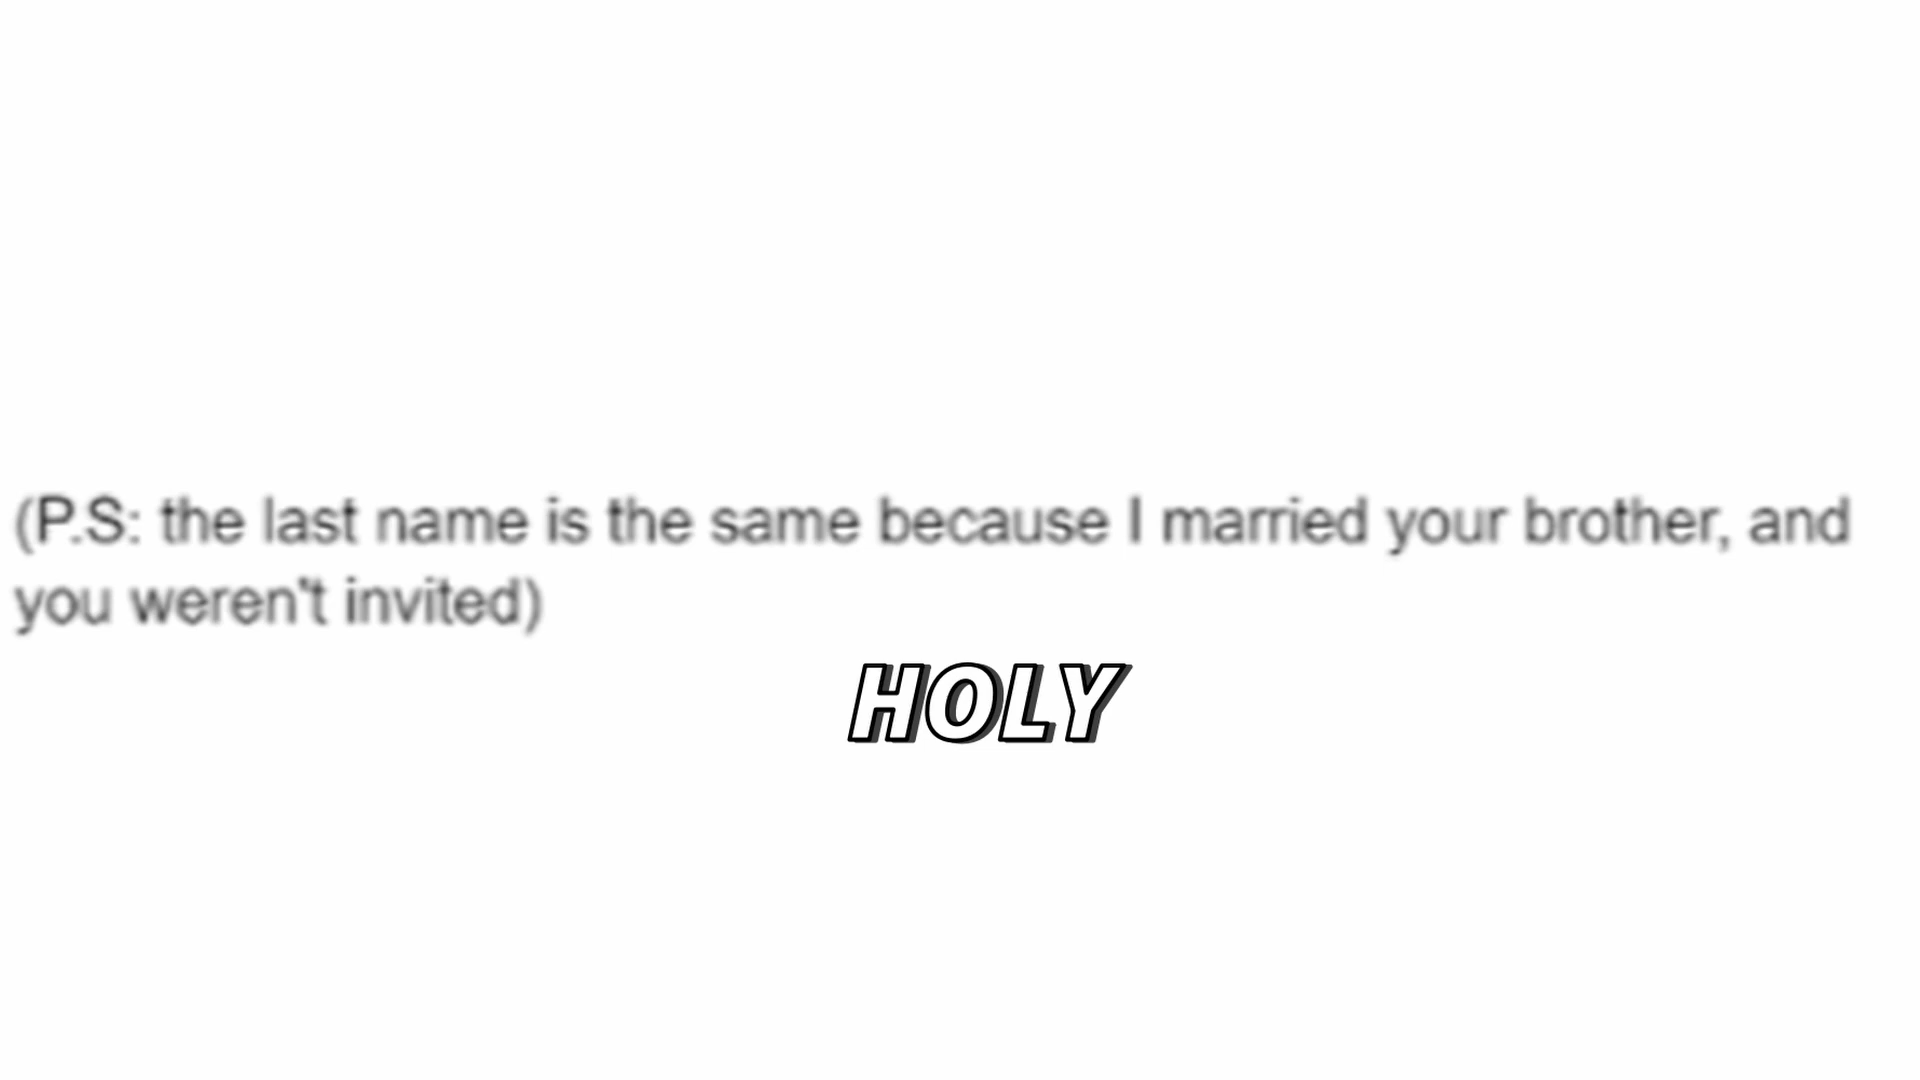 (P.S: the last name is the same because I married your brother, and
you weren't invited)
HOLY